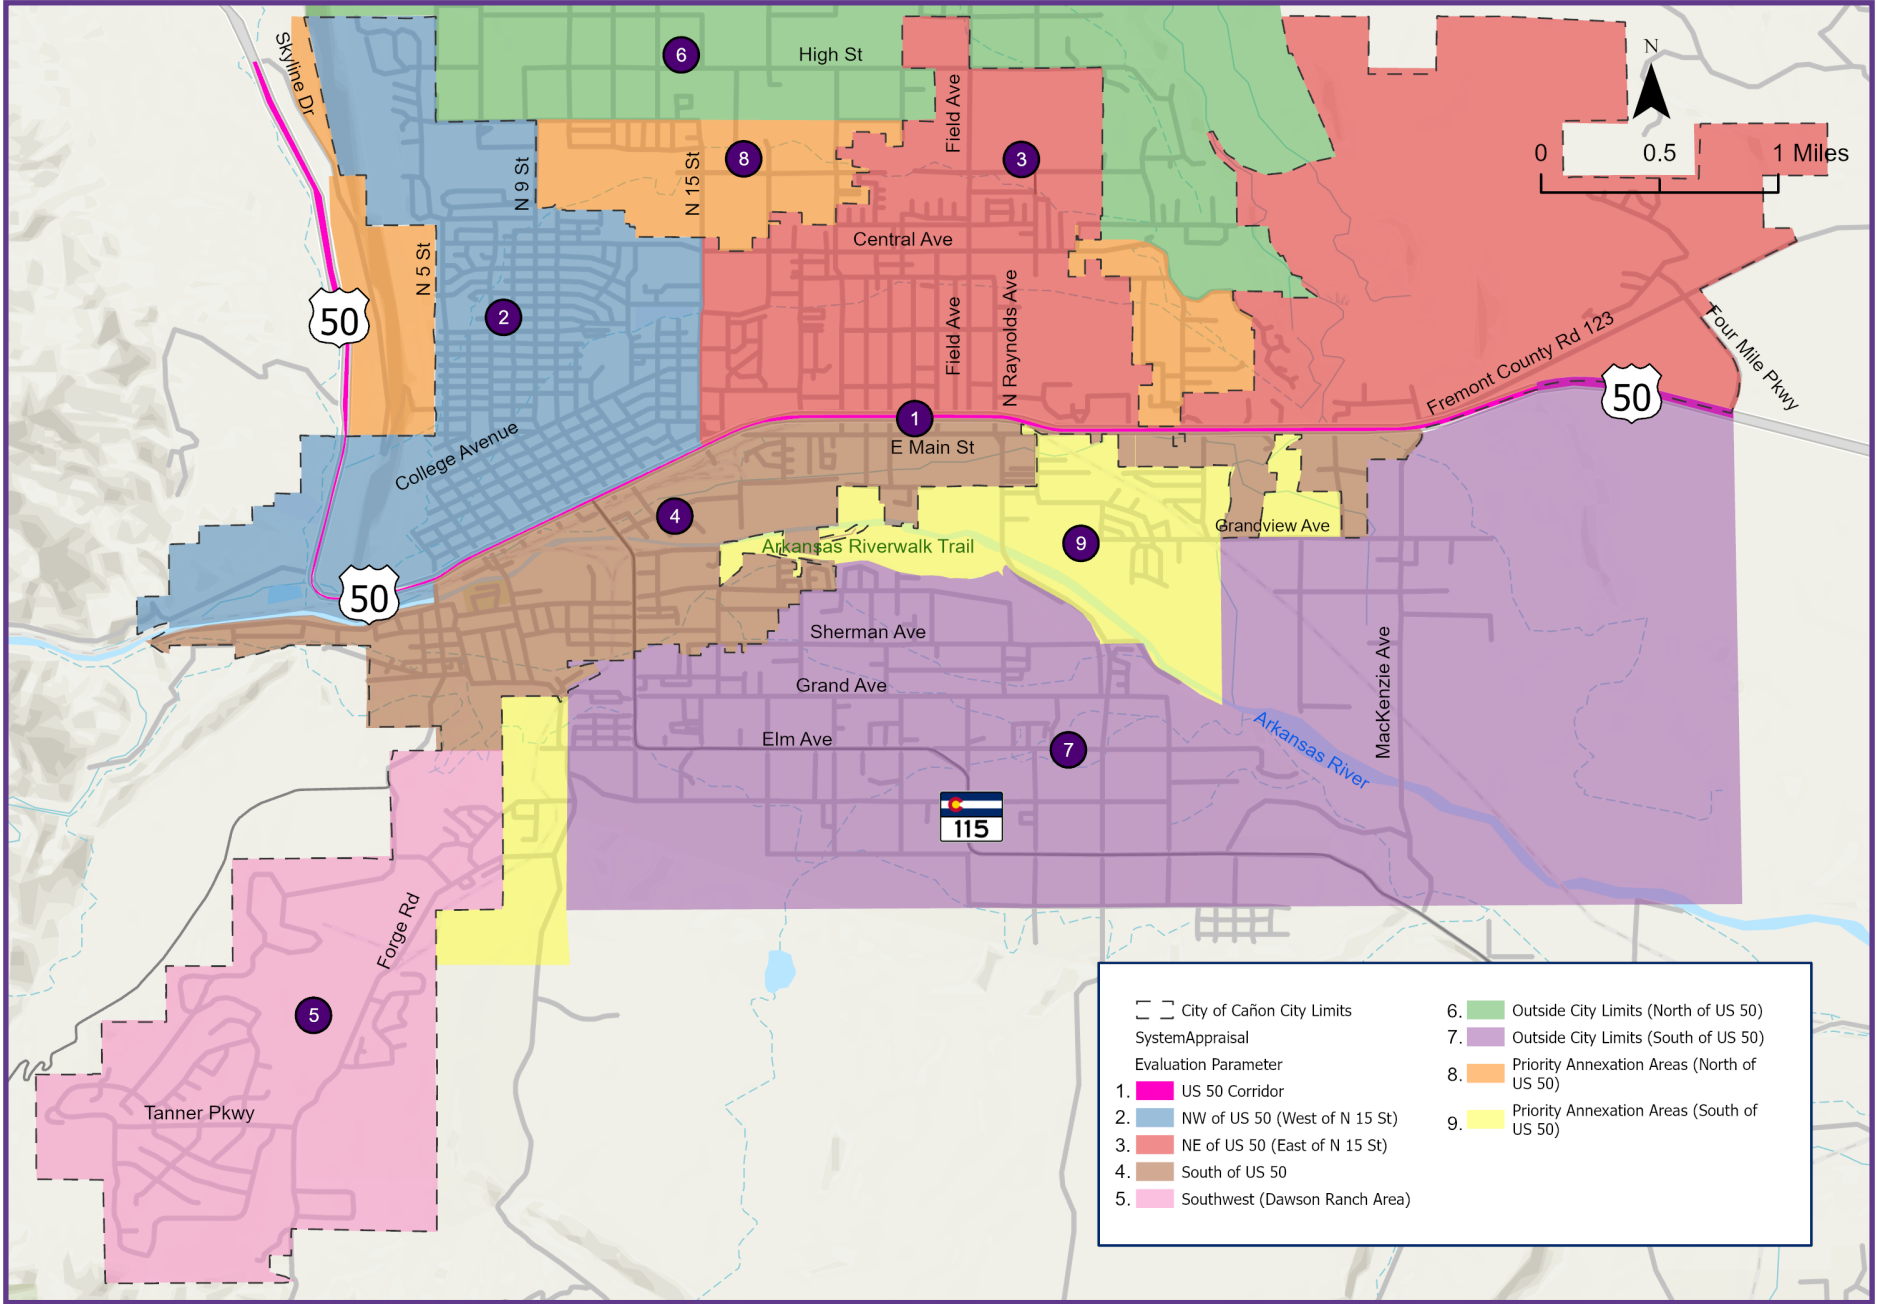 Skyline Dr
6
High St
Field Ave
N
0
0.5
1 Miles
N 9 St
N 15 St
8
3
N 5 St
Central Ave
50
2
Field Ave
N Raynolds Ave
Fremont County Rd 123
Four Mile Pkwy
50
1
College Avenue
E Main St
4
Grandview Ave
Arkansas Riverwalk Trail
9
50
Sherman Ave
MacKenzie Ave
Grand Ave
Elm Ave
7
Arkansas River
115
Forge Rd
5
Tanner Pkwy
City of Cañon City Limits
SystemAppraisal
Evaluation Parameter
1. US 50 Corridor
2. NW of US 50 (West of N 15 St)
3. NE of US 50 (East of N 15 St)
4. South of US 50
5. Southwest (Dawson Ranch Area)
6. Outside City Limits (North of US 50)
7. Outside City Limits (South of US 50)
8. Priority Annexation Areas (North of
US 50)
9. Priority Annexation Areas (South of
US 50)